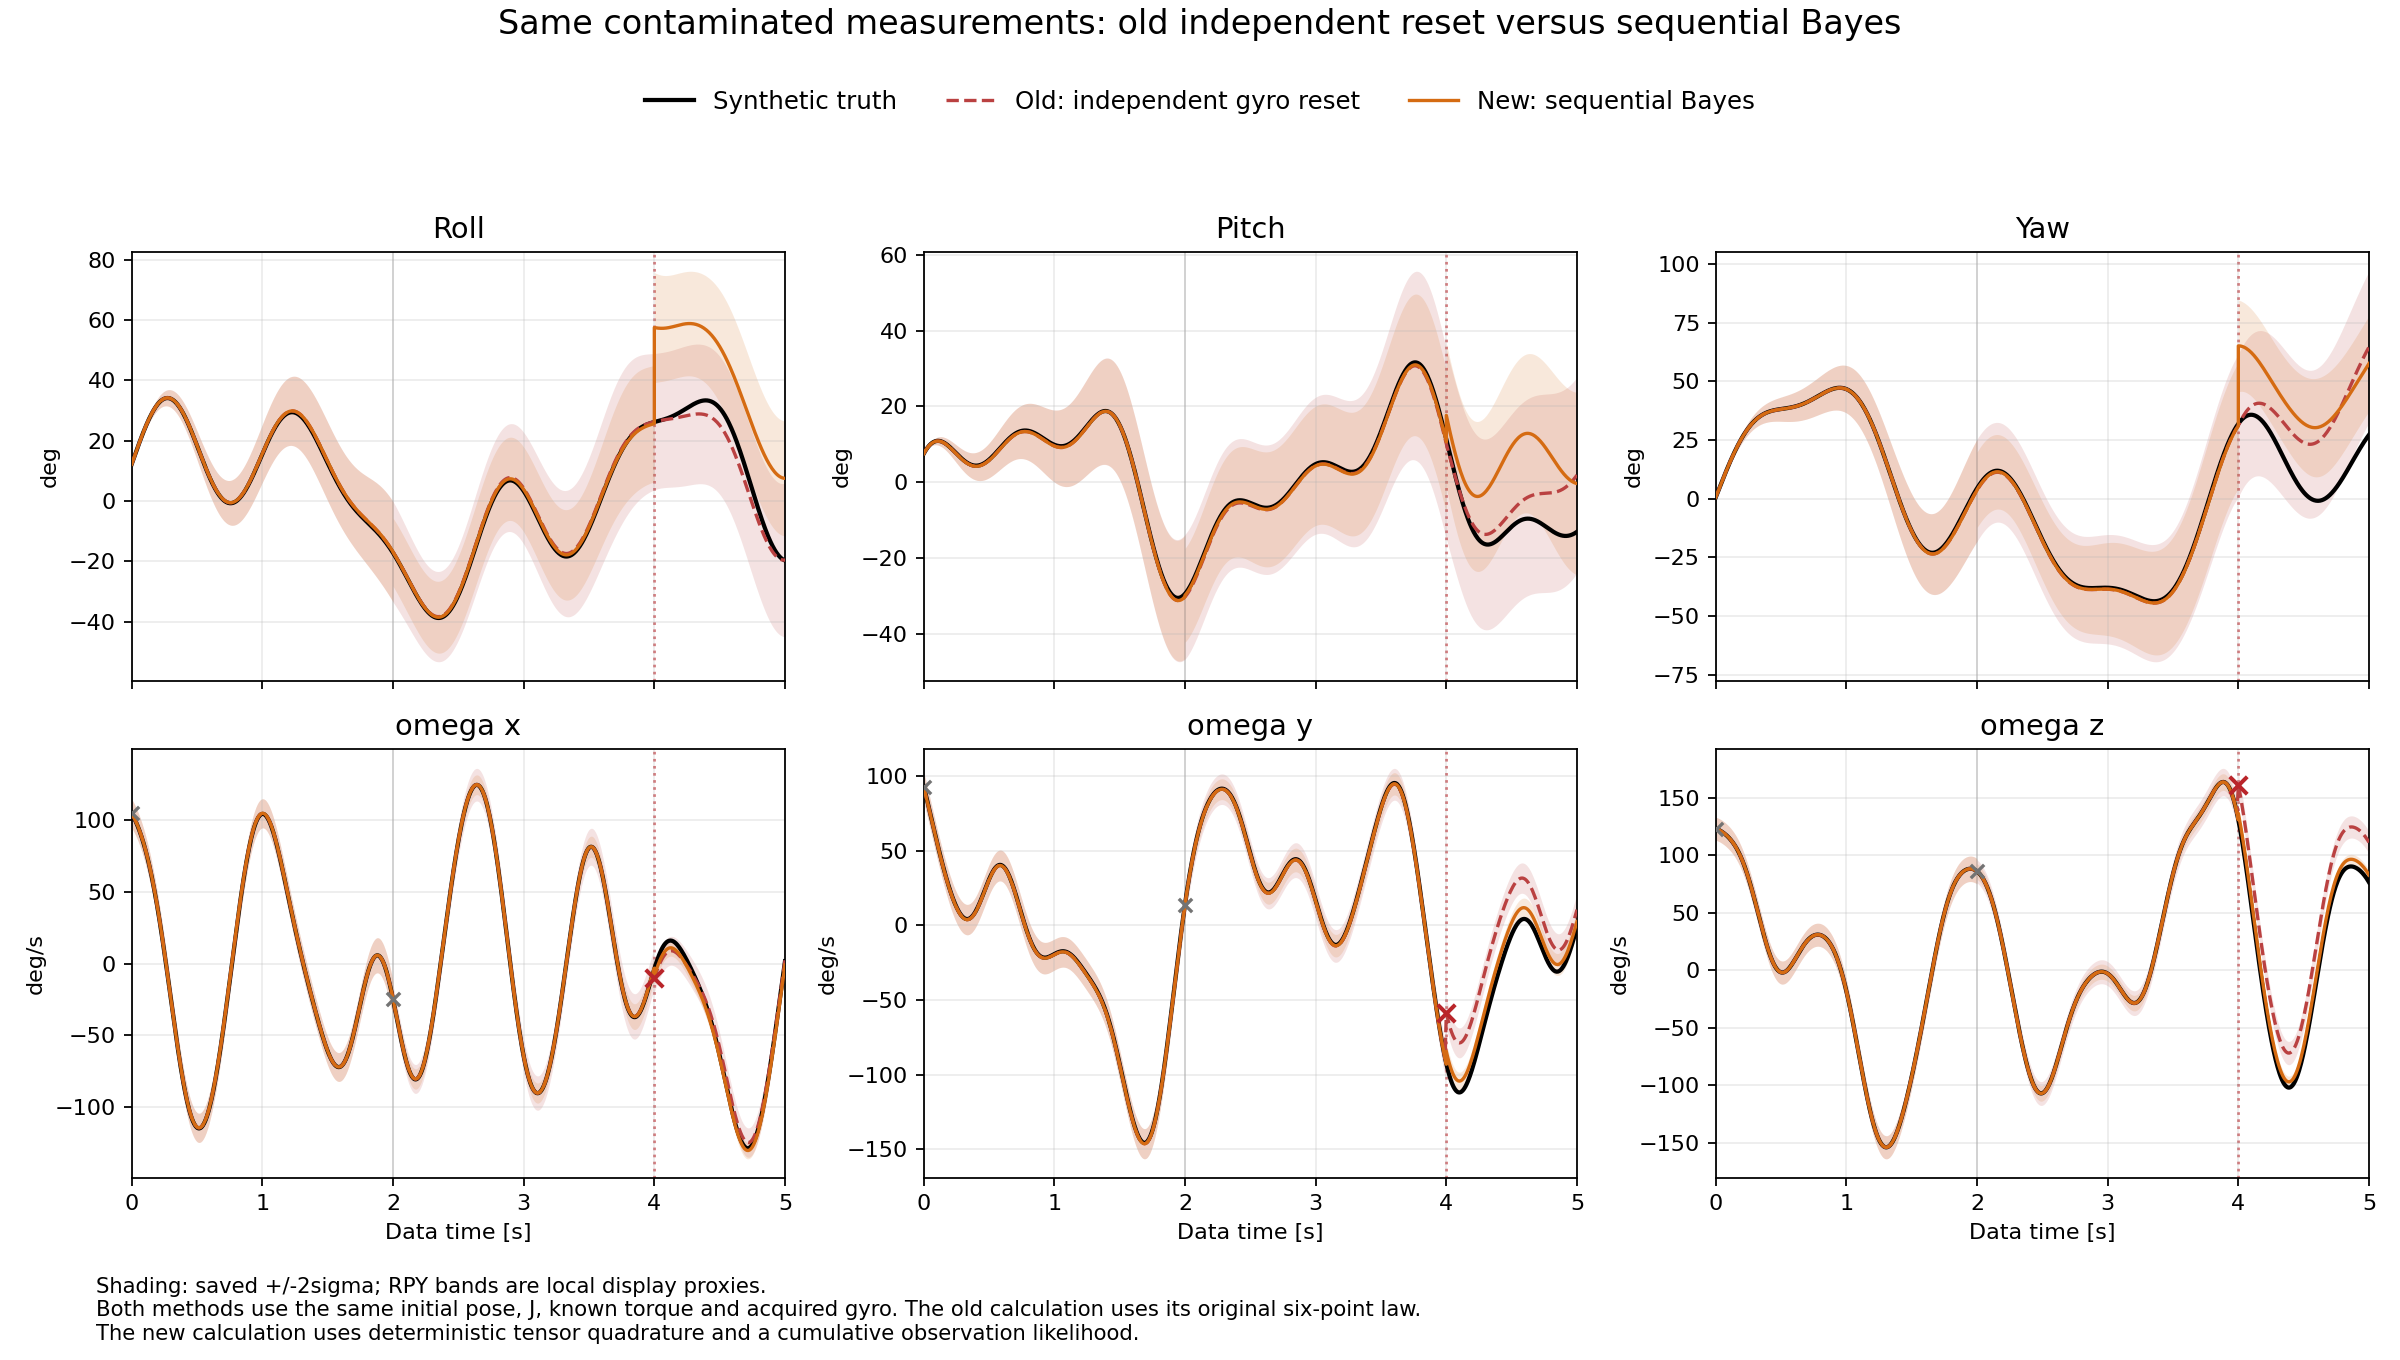 Same contaminated measurements: old independent reset versus sequential Bayes
Synthetic truth
Old: independent gyro reset
New: sequential Bayes
Roll
Pitch
Yaw
80
60
40
20
0
−20
−40
deg
60
40
20
0
−20
−40
deg
100
75
50
25
0
−25
−50
−75
deg
omega x
omega y
omega z
100
50
0
−50
−100
deg/s
100
50
0
−50
−100
−150
deg/s
150
100
50
0
−50
−100
−150
deg/s
0 1 2 3 4 5
0 1 2 3 4 5
0 1 2 3 4 5
Data time [s]
Data time [s]
Data time [s]
Shading: saved +/-2sigma; RPY bands are local display proxies.
Both methods use the same initial pose, J, known torque and acquired gyro. The old calculation uses its original six-point law.
The new calculation uses deterministic tensor quadrature and a cumulative observation likelihood.